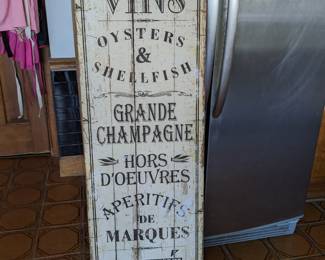 VINS
OYSTERS
&
SHELLFISH
GRANDE
CHAMPAGNE
HORS
D'OEUVRES
APERITIFS
DE
MARQUES